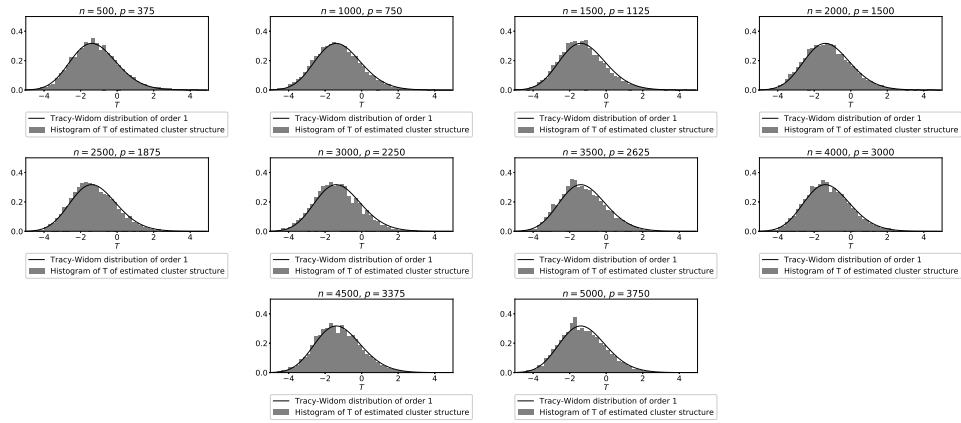 n = 500, p = 375
0.4
0.2
0.0
−4 −2 0 2 4
T
Tracy-Widom distribution of order 1
Histogram of T of estimated cluster structure
n = 1000, p = 750
0.4
0.2
0.0
−4 −2 0 2 4
T
Tracy-Widom distribution of order 1
Histogram of T of estimated cluster structure
n = 1500, p = 1125
0.4
0.2
0.0
−4 −2 0 2 4
T
Tracy-Widom distribution of order 1
Histogram of T of estimated cluster structure
n = 2000, p = 1500
0.4
0.2
0.0
−4 −2 0 2 4
T
Tracy-Widom distribution of order 1
Histogram of T of estimated cluster structure
n = 2500, p = 1875
0.4
0.2
0.0
−4 −2 0 2 4
T
Tracy-Widom distribution of order 1
Histogram of T of estimated cluster structure
n = 3000, p = 2250
0.4
0.2
0.0
−4 −2 0 2 4
T
Tracy-Widom distribution of order 1
Histogram of T of estimated cluster structure
n = 3500, p = 2625
0.4
0.2
0.0
−4 −2 0 2 4
T
Tracy-Widom distribution of order 1
Histogram of T of estimated cluster structure
n = 4000, p = 3000
0.4
0.2
0.0
−4 −2 0 2 4
T
Tracy-Widom distribution of order 1
Histogram of T of estimated cluster structure
n = 4500, p = 3375
0.4
0.2
0.0
−4 −2 0 2 4
T
Tracy-Widom distribution of order 1
Histogram of T of estimated cluster structure
n = 5000, p = 3750
0.4
0.2
0.0
−4 −2 0 2 4
T
Tracy-Widom distribution of order 1
Histogram of T of estimated cluster structure